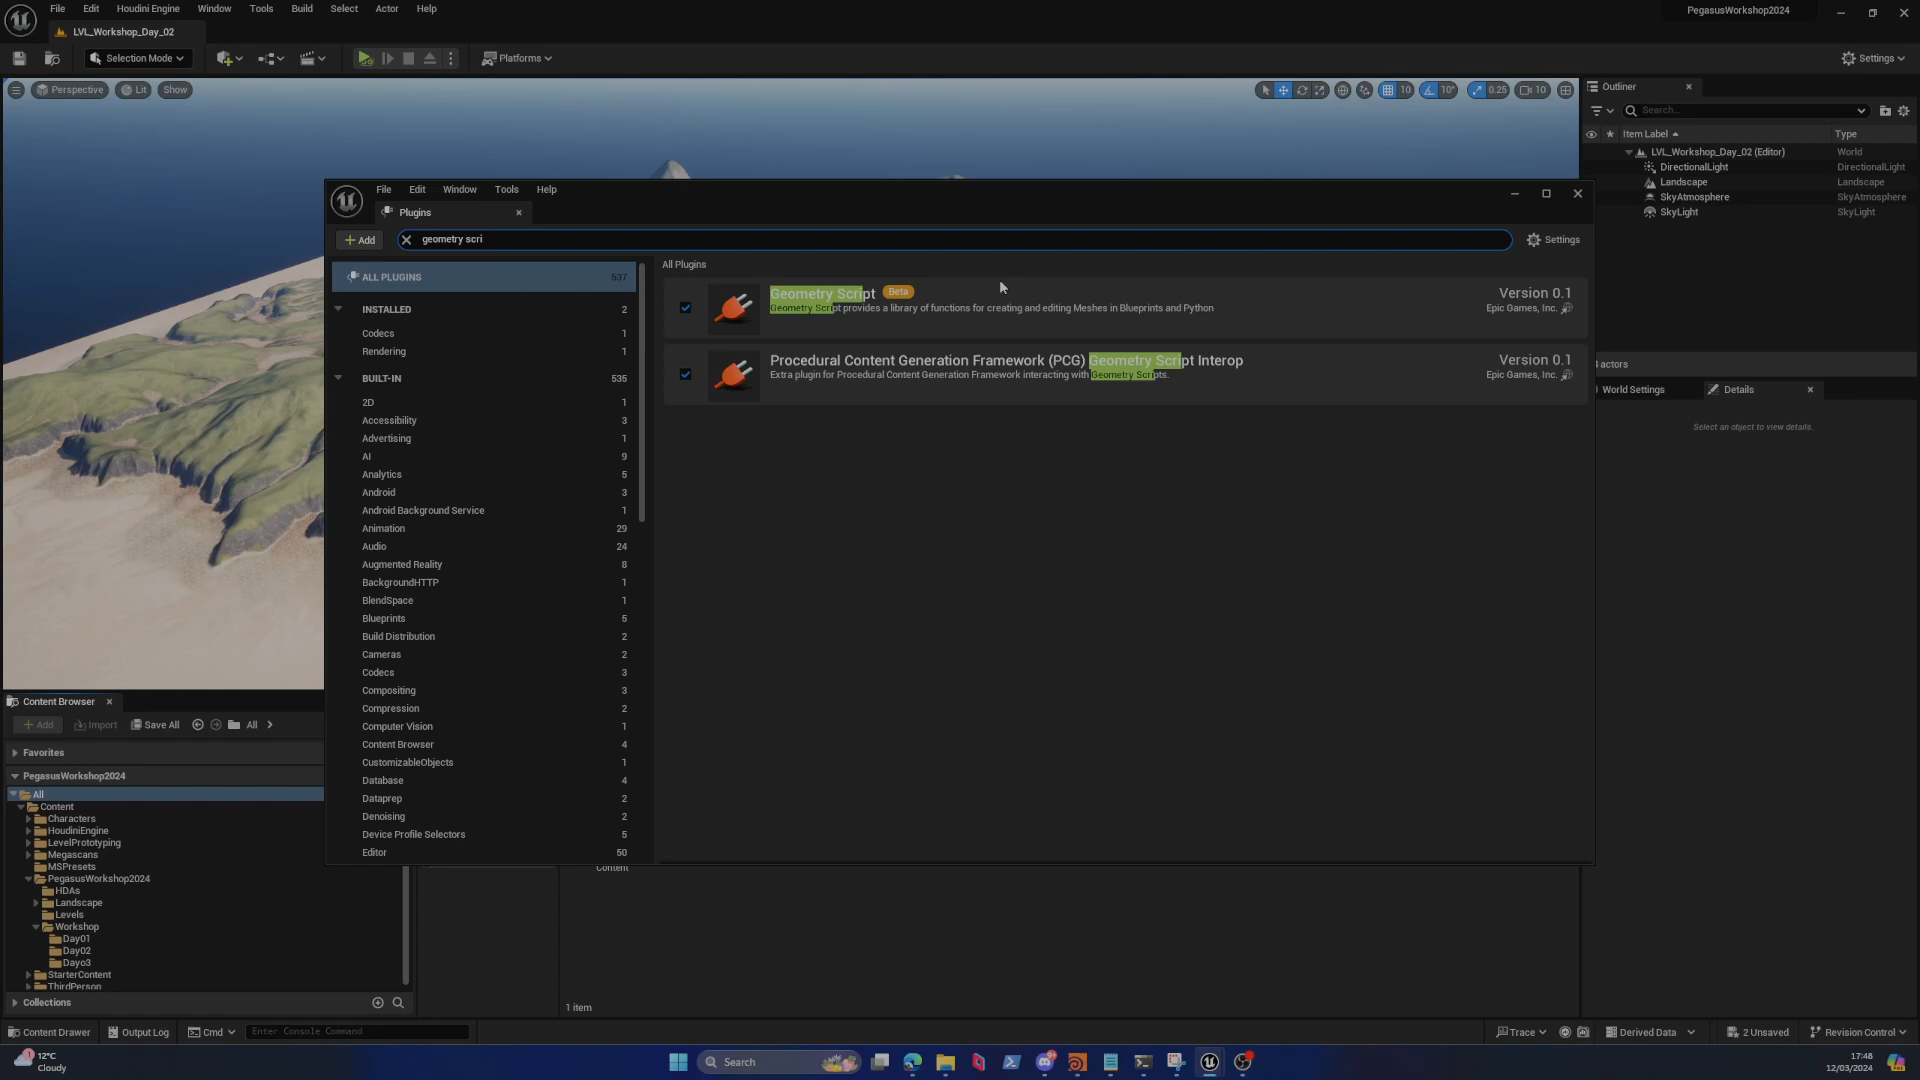 File Edit Houdini Engine Window Tools Build Select Actor Help
PegasusWorkshop2024
LVL_Workshop_Day_02
Selection Mode
Platforms
Settings
Perspective
Lit
Show
10
10°
0.25
10
Outliner
Search...
Item Label
Type
LVL_Workshop_Day_02 (Editor)
World
DirectionalLight
DirectionalLight
Landscape
Landscape
SkyAtmosphere
SkyAtmosphere
SkyLight
SkyLight
4 actors
World Settings
Details
Select an object to view details.
File Edit Window Tools Help
Plugins
+ Add
geometry scri
Settings
ALL PLUGINS 537
INSTALLED 2
Codecs 1
Rendering 1
BUILT-IN 535
2D 1
Accessibility 3
Advertising 1
AI 9
Analytics 5
Android 3
Android Background Service 1
Animation 29
Audio 24
Augmented Reality 8
BackgroundHTTP 1
BlendSpace 1
Blueprints 5
Build Distribution 2
Cameras 2
Codecs 3
Compositing 3
Compression 2
Computer Vision 1
Content Browser 4
CustomizableObjects 1
Database 4
Dataprep 2
Denoising 2
Device Profile Selectors 5
Editor 50
All Plugins
Geometry Script Beta
Geometry Script provides a library of functions for creating and editing Meshes in Blueprints and Python
Version 0.1
Epic Games, Inc.
Procedural Content Generation Framework (PCG) Geometry Script Interop
Extra plugin for Procedural Content Generation Framework interacting with Geometry Scripts.
Version 0.1
Epic Games, Inc.
Content Browser
+ Add
Import
Save All
All
Favorites
PegasusWorkshop2024
All
Content
Characters
HoudiniEngine
LevelPrototyping
Megascans
MSPresets
PegasusWorkshop2024
HDAs
Landscape
Levels
Workshop
Day01
Day02
Dayo3
StarterContent
ThirdPerson
Collections
Content
1 item
Content Drawer
Output Log
Cmd
Enter Console Command
Trace
Derived Data
2 Unsaved
Revision Control
1
12°C
Cloudy
Search
17:48
12/03/2024